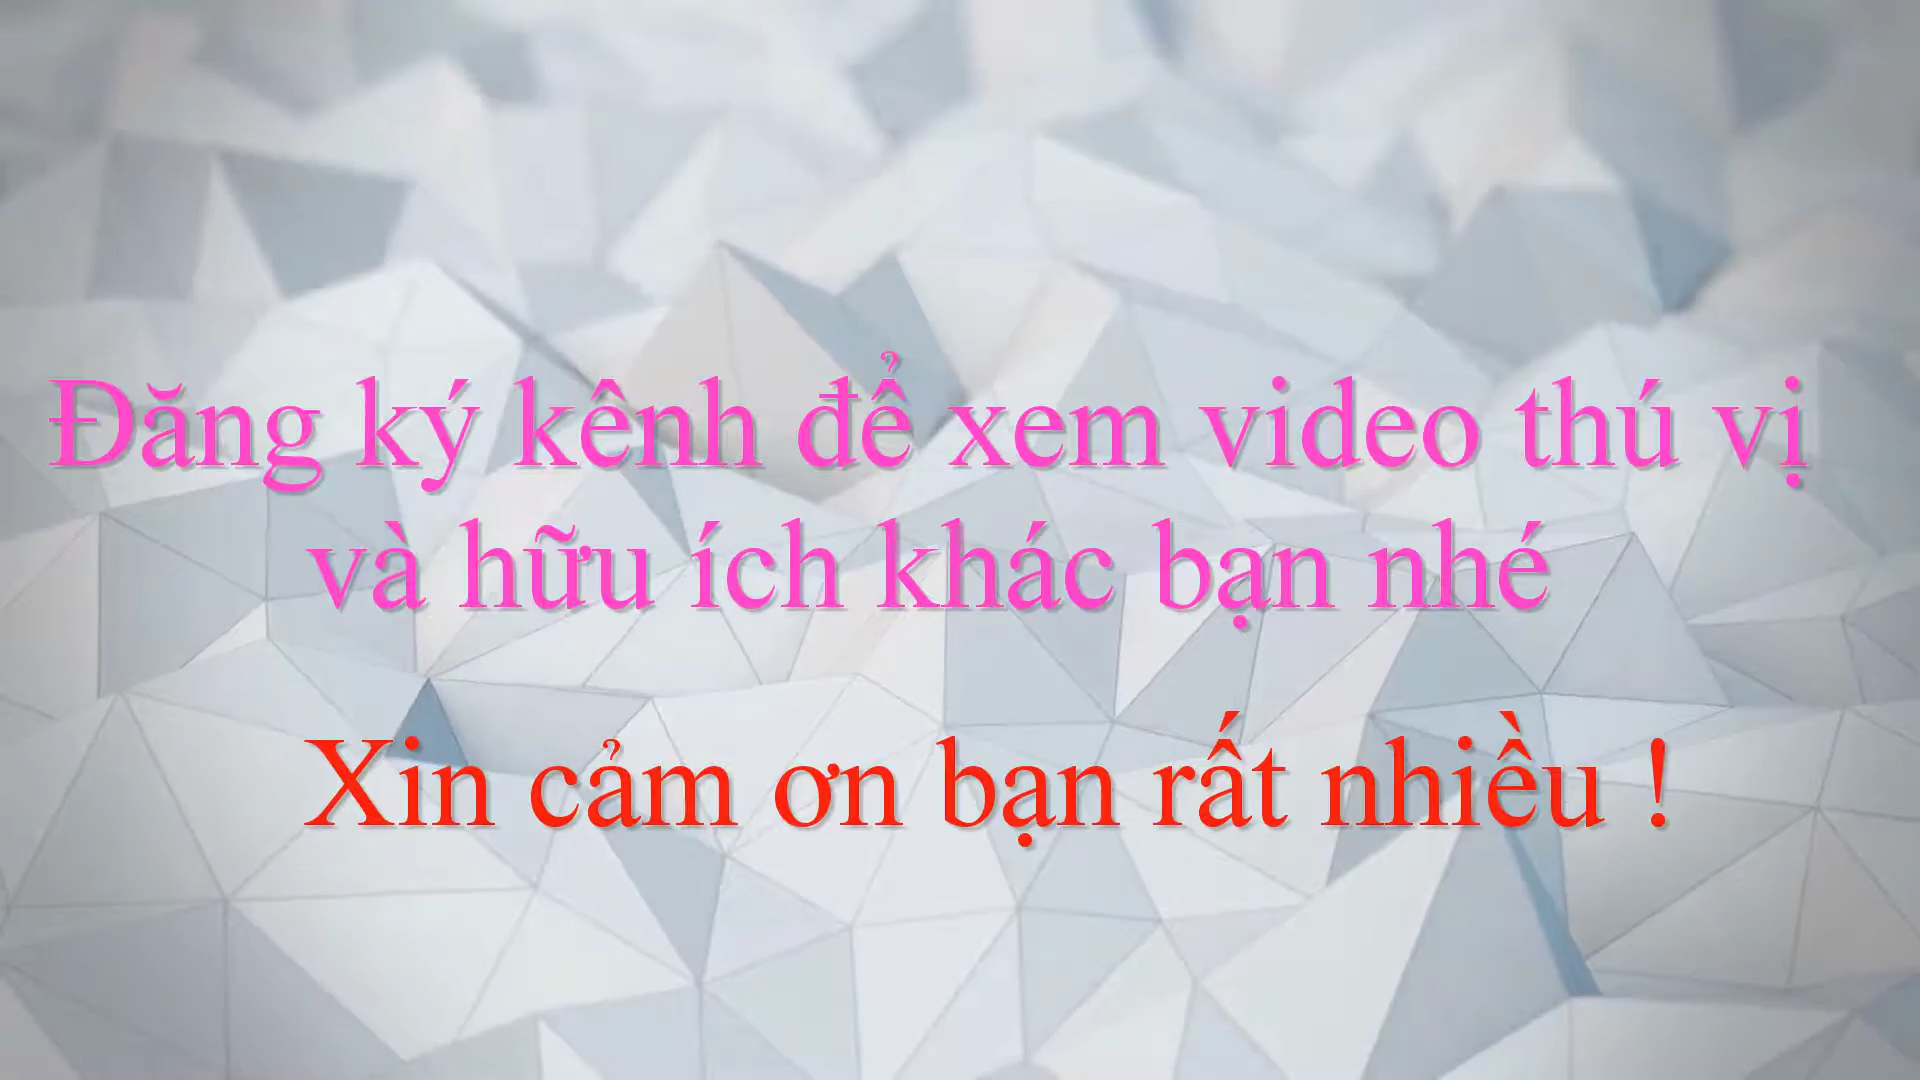 Đăng ký kênh để xem video thú vị
và hữu ích khác bạn nhé
Xin cảm ơn bạn rất nhiều !